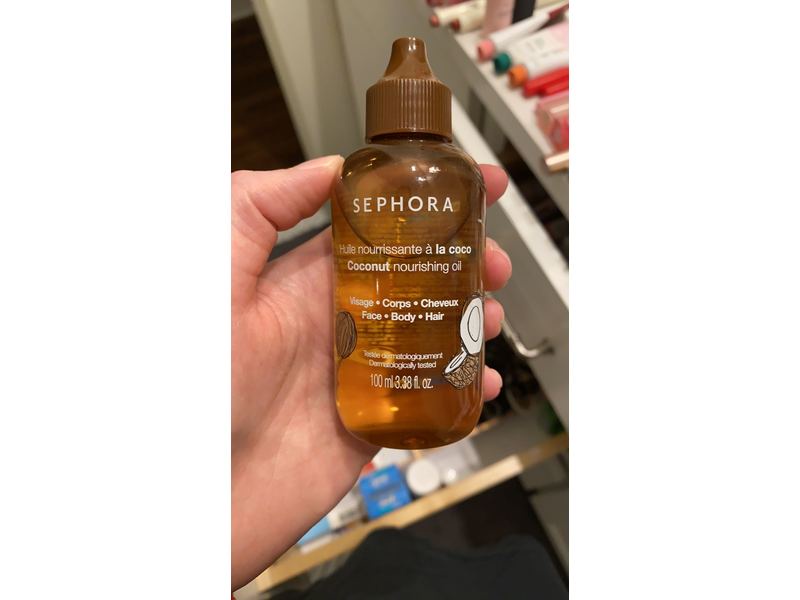 SEPHORA
Huile nourrissante à la coco
Coconut nourishing oil
Visage • Corps • Cheveux
Face • Body • Hair
Testée dermatologiquement
Dermatologically tested
100 ml 3.38 fl. oz.